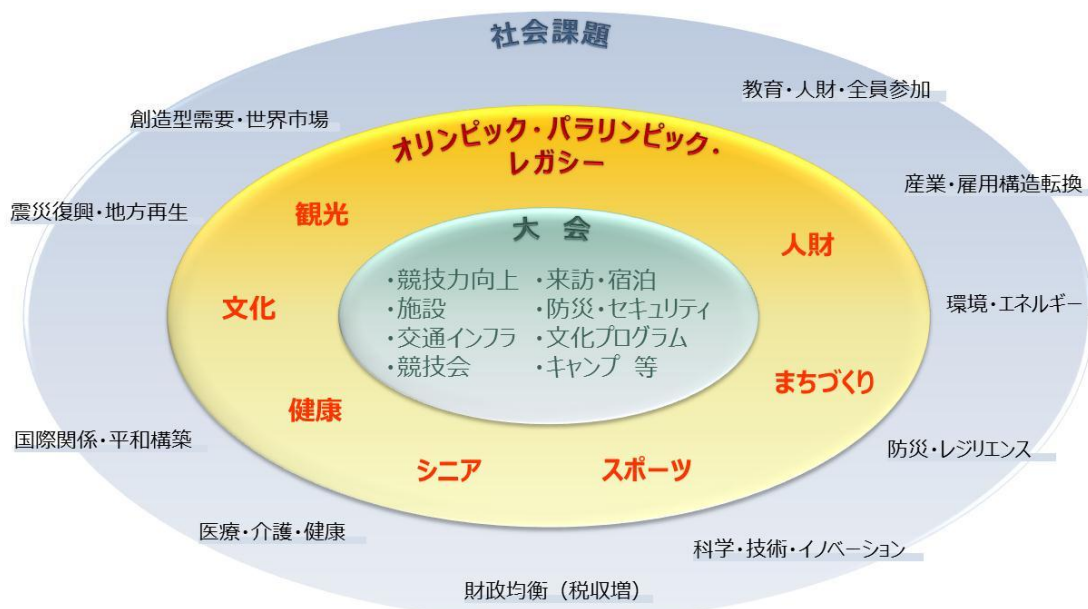 社会課題
教育・人財・全員参加
創造型需要・世界市場
オリンピック・パラリンピック・
レガシー
産業・雇用構造転換
震災復興・地方再生
観光
大 会
人財
・競技力向上 ・来訪・宿泊
・施設 ・防災・セキュリティ
・交通インフラ ・文化プログラム
・競技会 ・キャンプ 等
文化
環境・エネルギー
まちづくり
健康
国際関係・平和構築
防災・レジリエンス
シニア
スポーツ
医療・介護・健康
科学・技術・イノベーション
財政均衡（税収増）